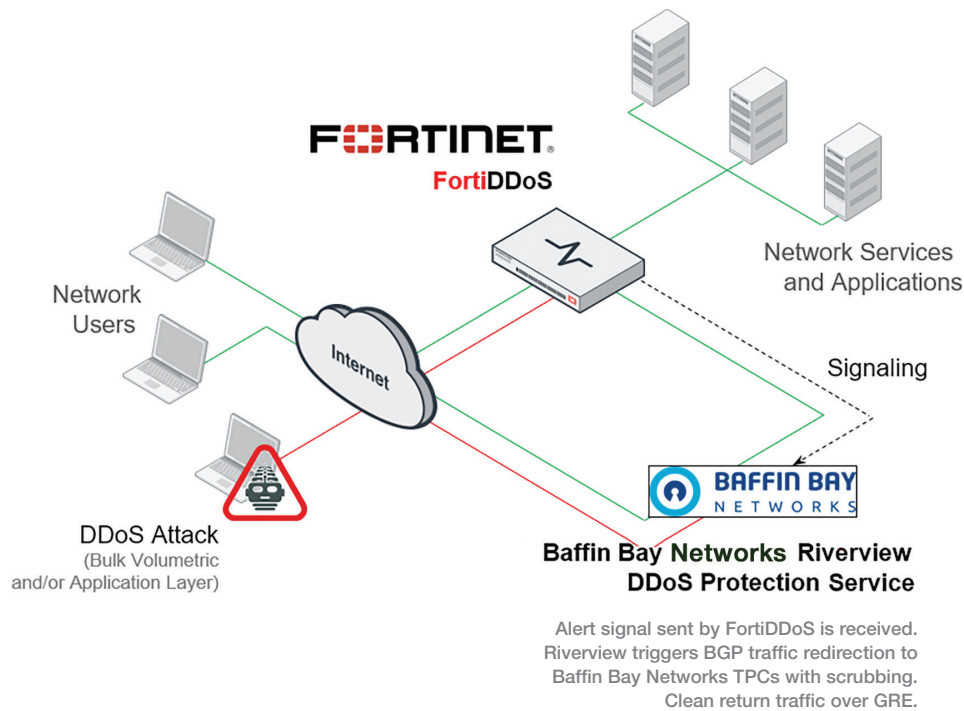 FORTINET®
FortiDDoS
Network Services
and Applications
Network
Users
Internet
Signaling
BAFFIN BAY
NETWORKS
DDoS Attack
(Bulk Volumetric
and/or Application Layer)
Baffin Bay Networks Riverview
DDoS Protection Service
Alert signal sent by FortiDDoS is received.
Riverview triggers BGP traffic redirection to
Baffin Bay Networks TPCs with scrubbing.
Clean return traffic over GRE.